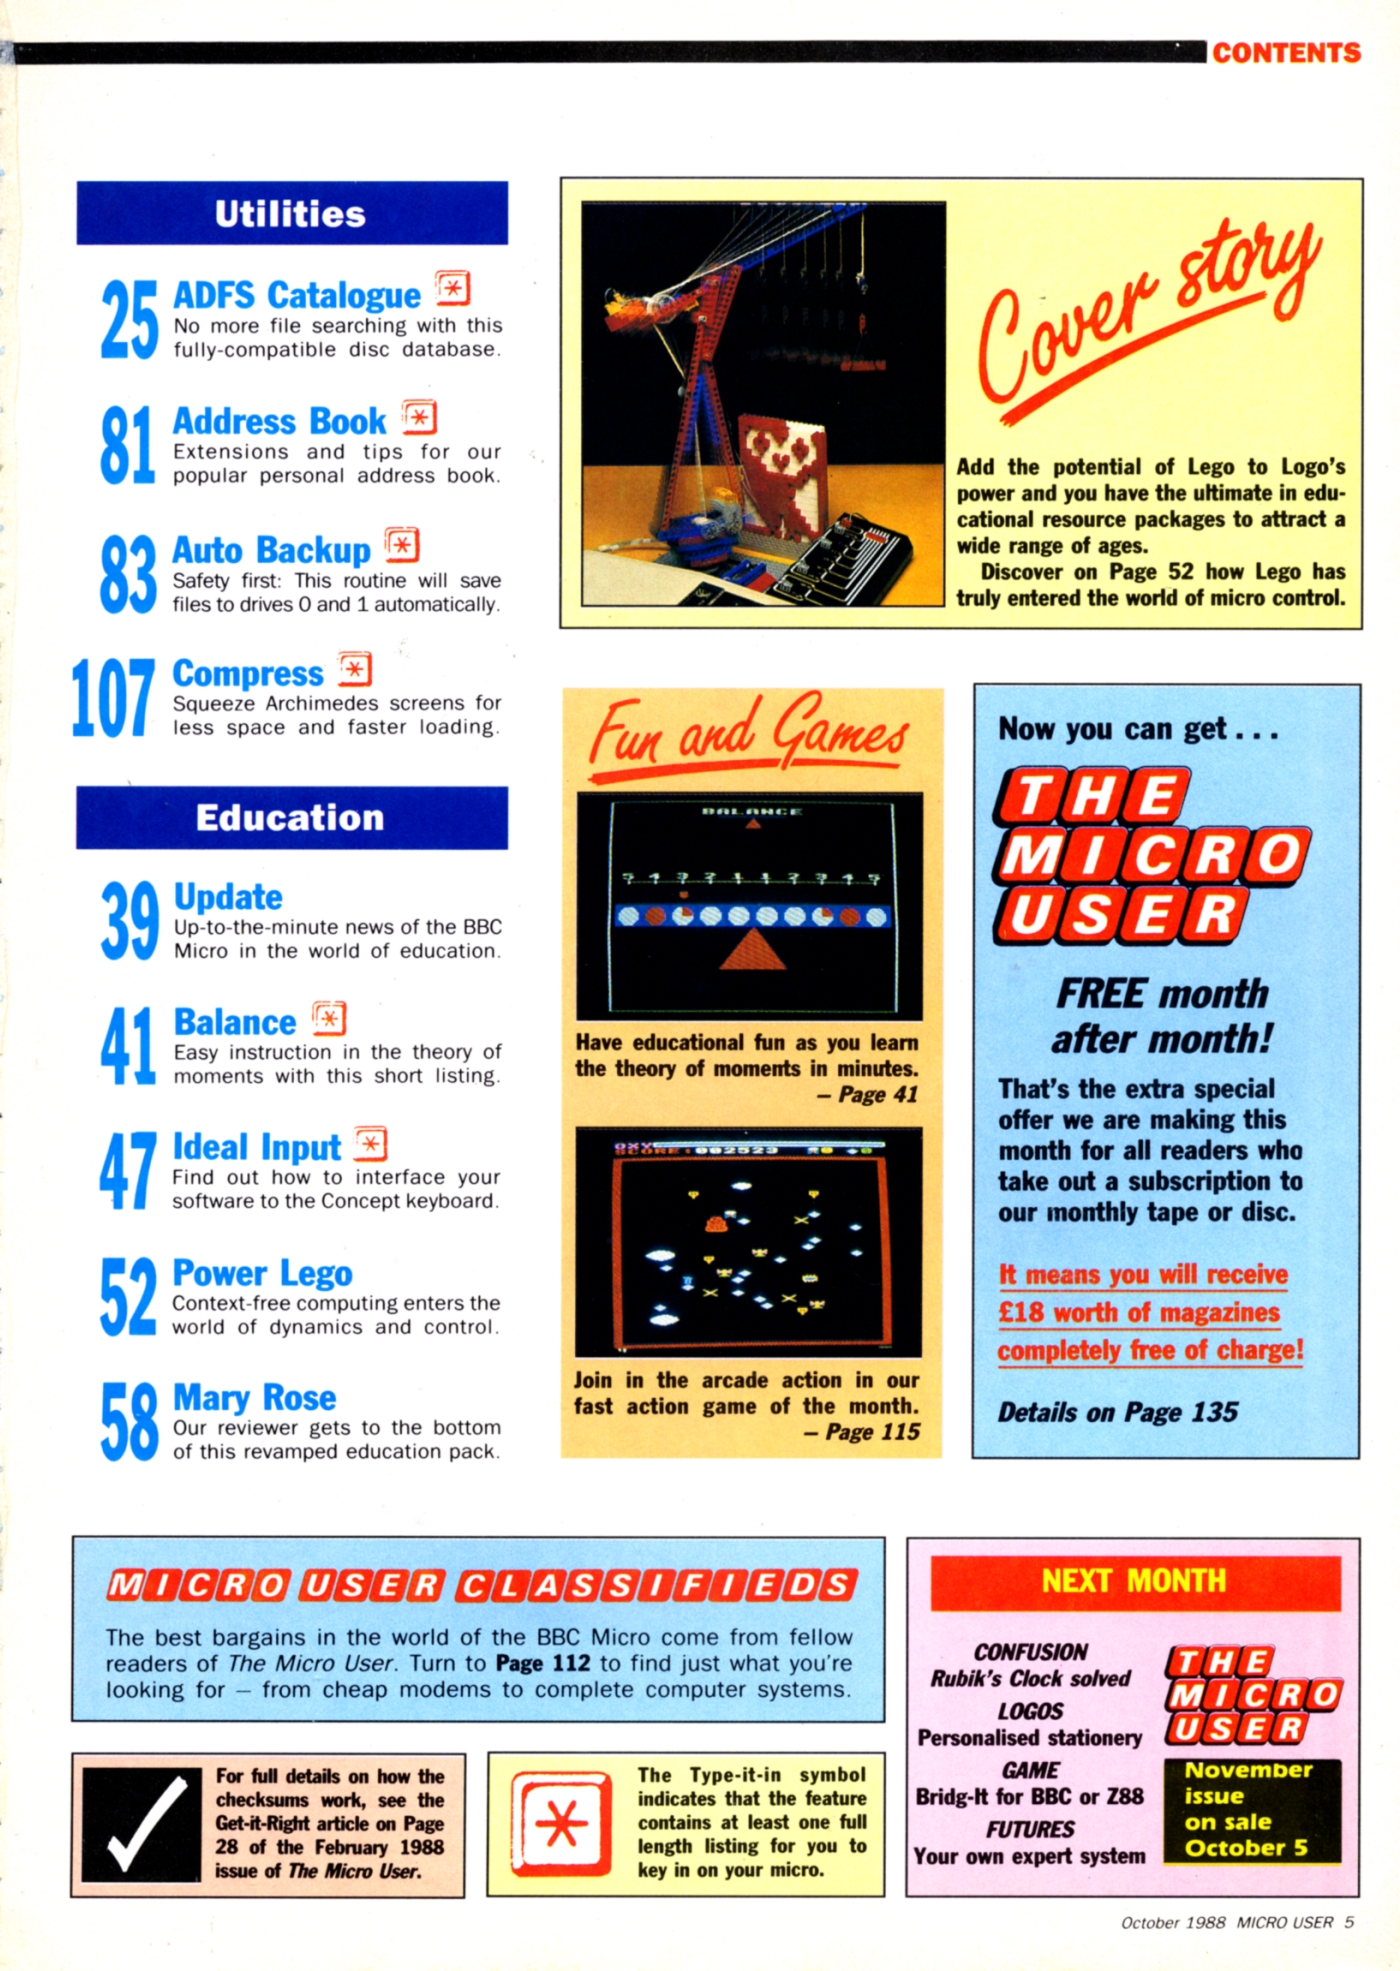 CONTENTS
Utilities
25 ADFS Catalogue
No more file searching with this
fully-compatible disc database.
81 Address Book
Extensions and tips for our
popular personal address book.
83 Auto Backup
Safety first: This routine will save
files to drives 0 and 1 automatically.
107 Compress
Squeeze Archimedes screens for
less space and faster loading.
Education
39 Update
Up-to-the-minute news of the BBC
Micro in the world of education.
41 Balance
Easy instruction in the theory of
moments with this short listing.
47 Ideal Input
Find out how to interface your
software to the Concept keyboard.
52 Power Lego
Context-free computing enters the
world of dynamics and control.
58 Mary Rose
Our reviewer gets to the bottom
of this revamped education pack.
Cover story
Add the potential of Lego to Logo's
power and you have the ultimate in edu-
cational resource packages to attract a
wide range of ages.
Discover on Page 52 how Lego has
truly entered the world of micro control.
Fun and Games
BALANCE
5 4 3 2 1 1 2 3 4 5
Have educational fun as you learn
the theory of moments in minutes.
– Page 41
OXY
SCORE:002523 0 0
Join in the arcade action in our
fast action game of the month.
– Page 115
Now you can get . . .
THE
MICRO
USER
FREE month
after month!
That's the extra special
offer we are making this
month for all readers who
take out a subscription to
our monthly tape or disc.
It means you will receive
£18 worth of magazines
completely free of charge!
Details on Page 135
MICRO USER CLASSIFIEDS
The best bargains in the world of the BBC Micro come from fellow
readers of The Micro User. Turn to Page 112 to find just what you're
looking for – from cheap modems to complete computer systems.
For full details on how the
checksums work, see the
Get-it-Right article on Page
28 of the February 1988
issue of The Micro User.
The Type-it-in symbol
indicates that the feature
contains at least one full
length listing for you to
key in on your micro.
NEXT MONTH
CONFUSION
Rubik's Clock solved
LOGOS
Personalised stationery
GAME
Bridg-It for BBC or Z88
FUTURES
Your own expert system
THE
MICRO
USER
November
issue
on sale
October 5
October 1988 MICRO USER 5